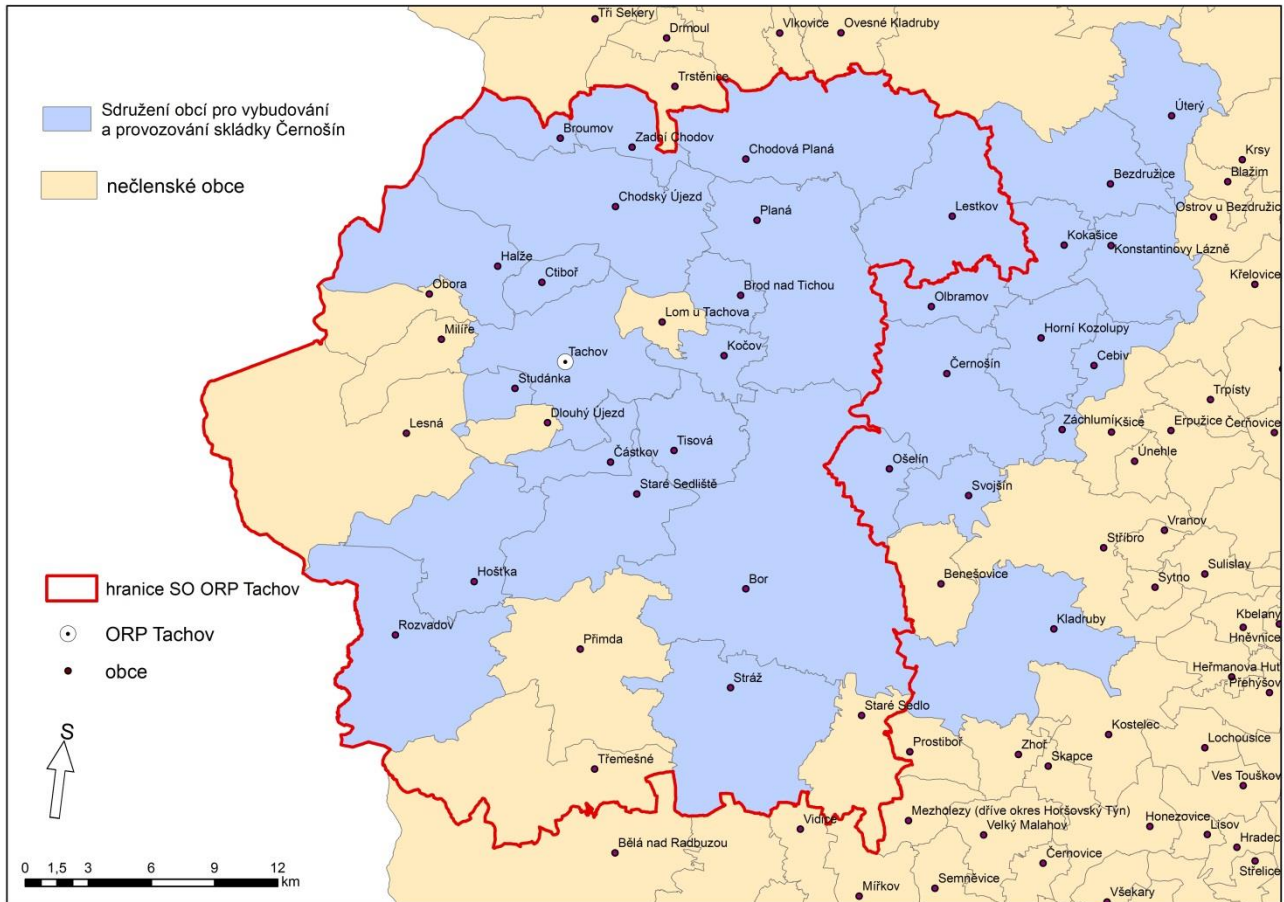 Tři Sekery
Drmoul
Vlkovice
Ovesné Kladruby
Trstěnice
Sdružení obcí pro vybudování
a provozování skládky Černošín
nečlenské obce
Broumov
Zadní Chodov
Chodová Planá
Úterý
Krsy
Blažim
Bezdružice
Ostrov u Bezdružic
Chodský Újezd
Planá
Lestkov
Kokašice
Konstantinovy Lázně
Halže
Ctiboř
Obora
Brod nad Tichou
Křelovice
Olbramov
Lom u Tachova
Milíře
Horní Kozolupy
Kočov
Tachov
Černošín
Cebiv
Studánka
Trpísty
Dlouhý Újezd
Lesná
Záchlumí
Kšice
Erpužice
Čerňovice
Tisová
Částkov
Únehle
Ošelín
Staré Sedliště
Svojšín
Vranov
Stříbro
Sulislav
Sytno
Hošťka
Bor
Benešovice
hranice SO ORP Tachov
ORP Tachov
obce
Rozvadov
Přimda
Kladruby
Kbelany
Hněvnice
Heřmanova Huť
Přehýšov
Stráž
Staré Sedlo
S
Prostiboř
Zhoř
Skapce
Kostelec
Lochousice
Ves Touškov
Třemešné
Mezholezy (dříve okres Horšovský Týn)
Velký Malahov
Vidice
Honezovice
Lisov
Hradec
Bělá nad Radbuzou
Černovice
Střelice
Semněvice
Mířkov
Všekary
0 1,5 3 6 9 12
km